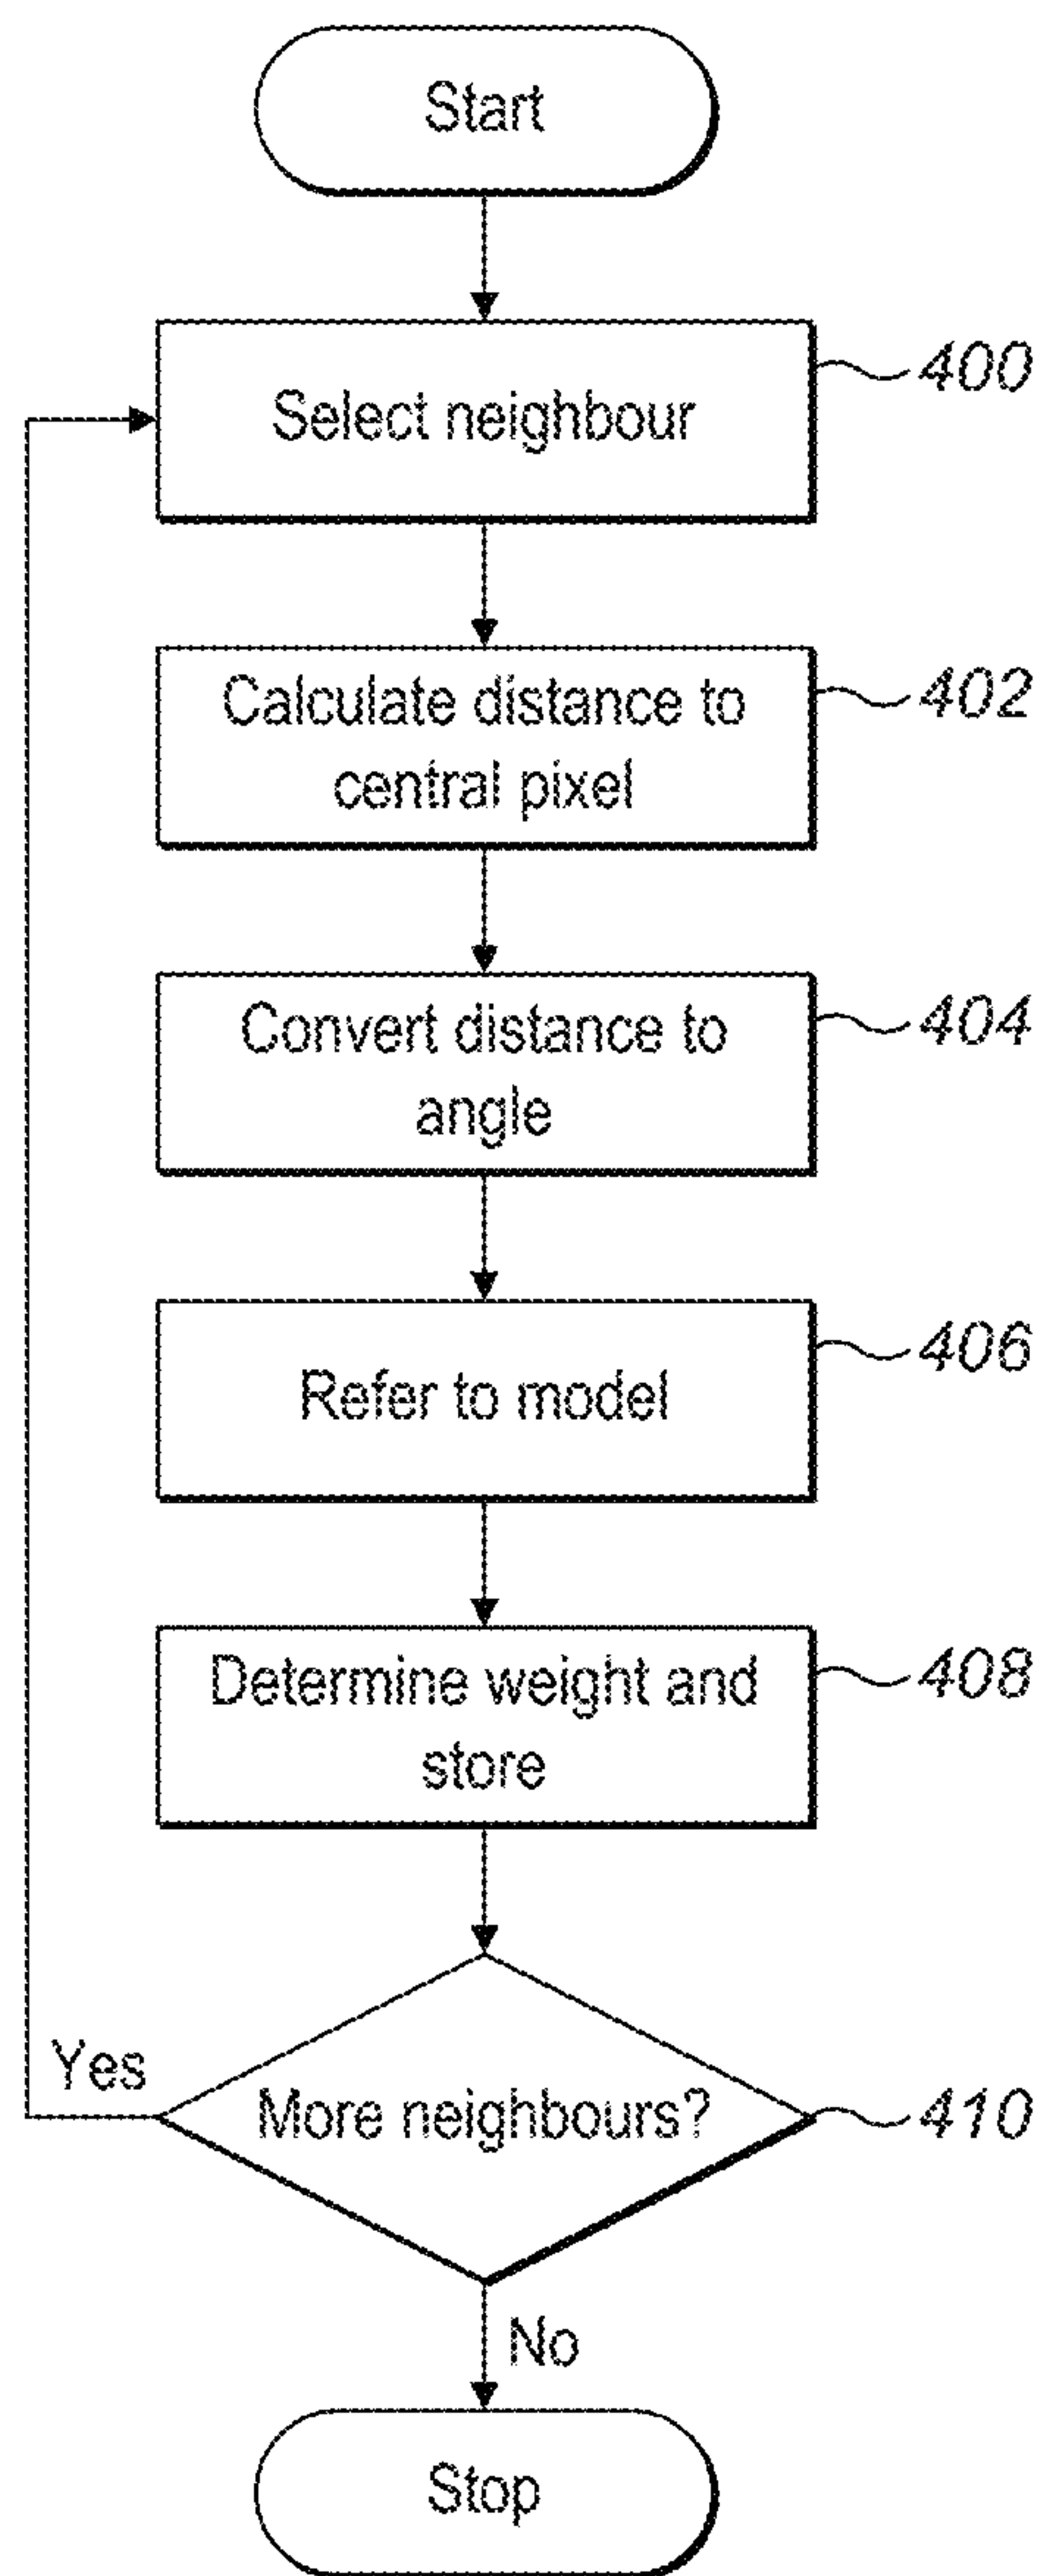 Start
Select neighbour
400
Calculate distance to
central pixel
402
Convert distance to
angle
404
Refer to model
406
Determine weight and
store
408
Yes
More neighbours?
410
No
Stop